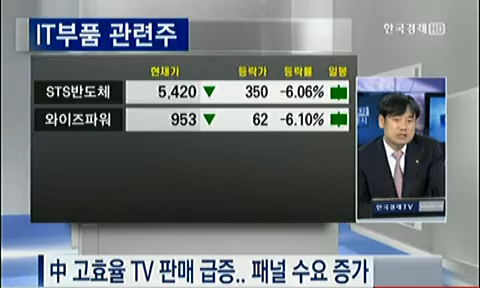 IT부품 관련주
한국경제 HD
현재가 등락가 등락률 일봉
STS반도체 5,420 ▼ 350 -6.06%
와이즈파워 953 ▼ 62 -6.10%
한국경제TV
中 고효율 TV 판매 급증.. 패널 수요 증가